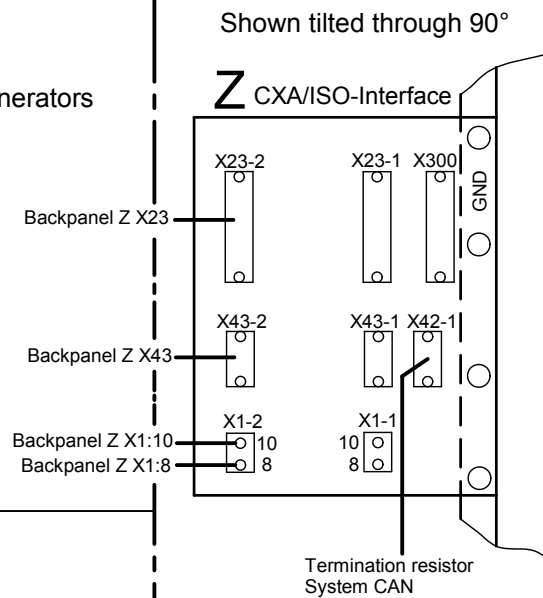 Shown tilted through 90°
Z CXA/ISO-Interface
X23-2 X23-1 X300
GND
Backpanel Z X23
X43-2 X43-1 X42-1
Backpanel Z X43
X1-2 X1-1
Backpanel Z X1:10 10 10
Backpanel Z X1:8 8 8
Termination resistor
System CAN